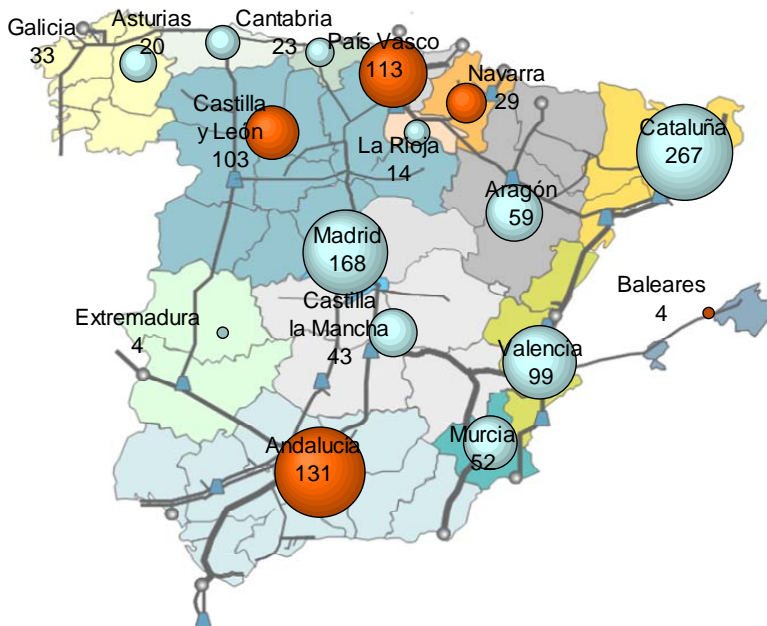 Galicia
33
Asturias
20
Cantabria
23
País Vasco
113
Navarra
29
Castilla
y León
103
La Rioja
14
Cataluña
267
Aragón
59
Madrid
168
Baleares
4
Extremadura
4
Castilla
la Mancha
43
Valencia
99
Andalucía
131
Murcia
52